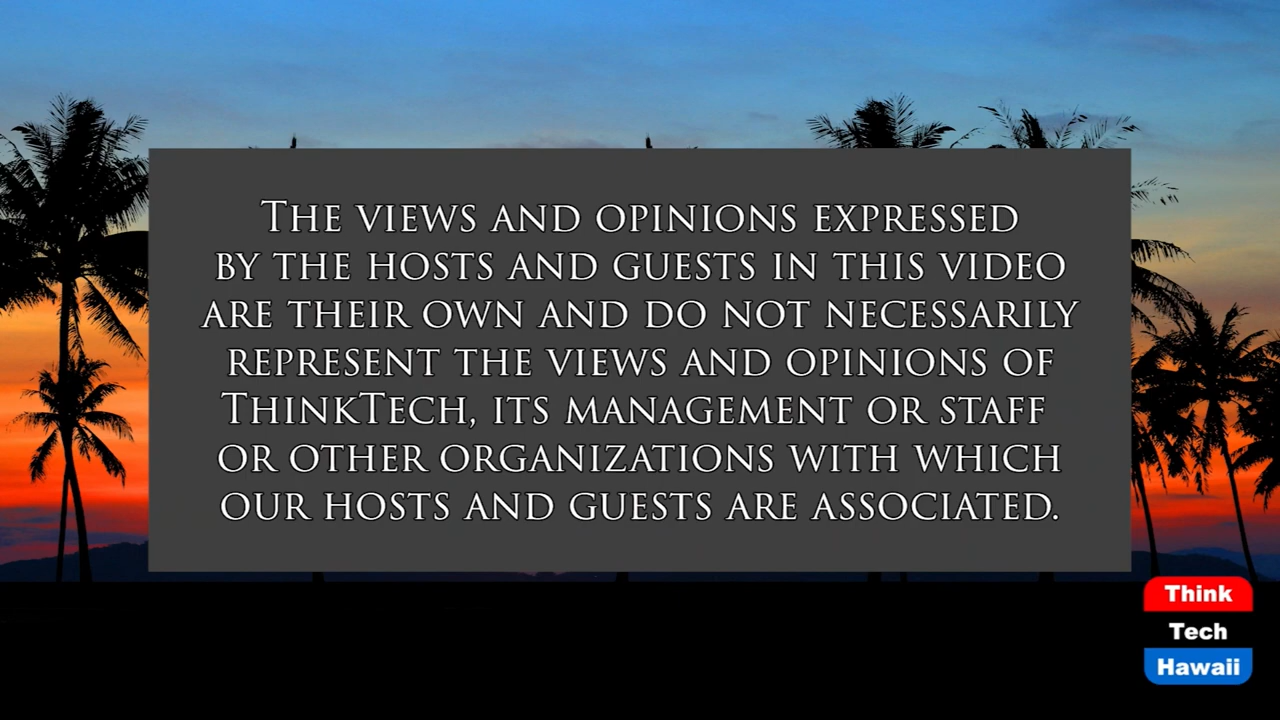 The views and opinions expressed
by the hosts and guests in this video
are their own and do not necessarily
represent the views and opinions of
ThinkTech, its management or staff
or other organizations with which
our hosts and guests are associated.
Think
Tech
Hawaii